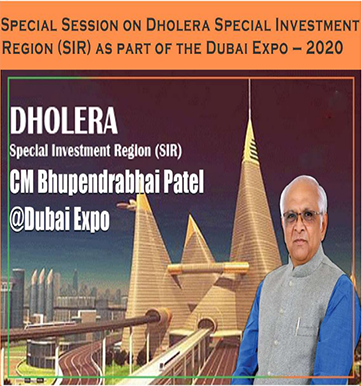 SPECIAL SESSION ON DHOLERA SPECIAL INVESTMENT
REGION (SIR) AS PART OF THE DUBAI EXPO – 2020
DHOLERA
Special Investment Region (SIR)
CM Bhupendrabhai Patel
@Dubai Expo